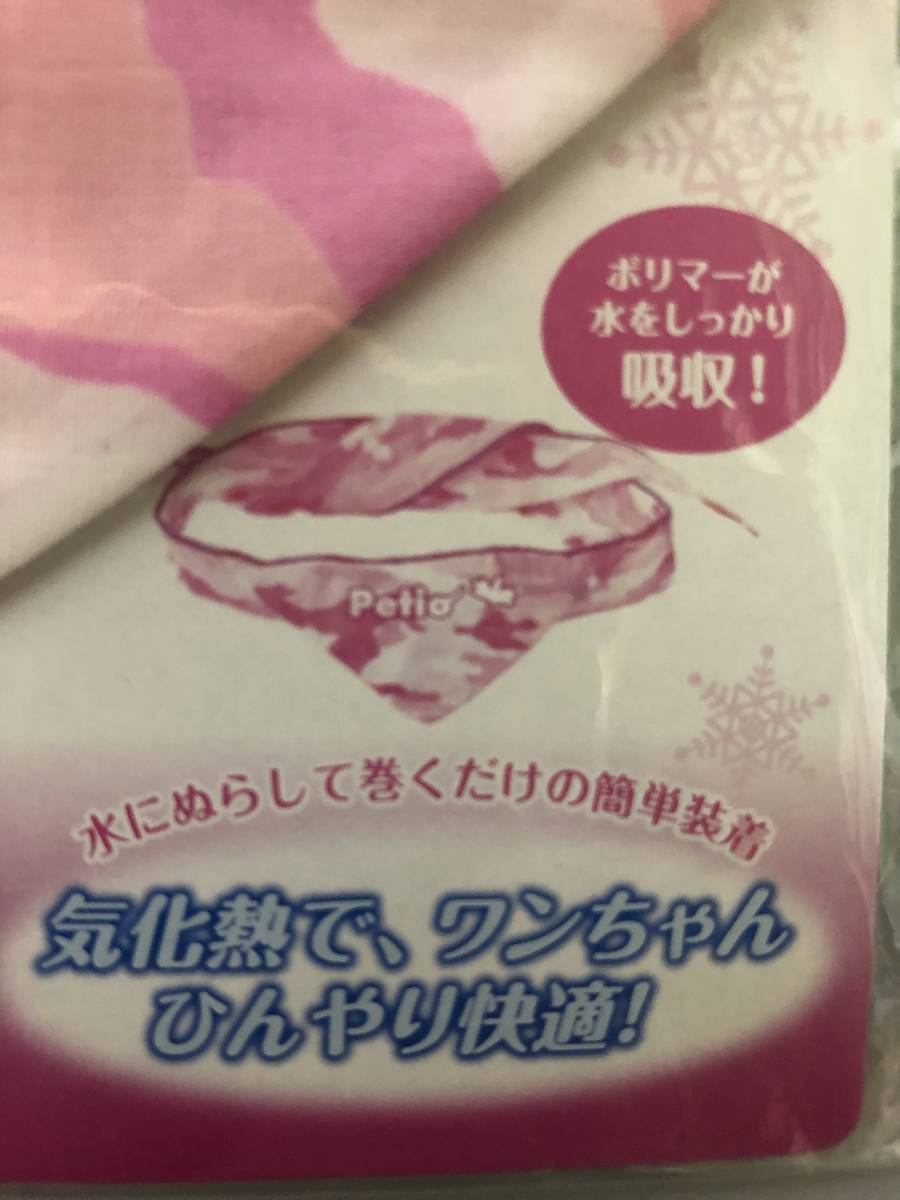 ポリマーが
水をしっかり
吸収！
Petio
水にぬらして巻くだけの簡単装着
気化熱で、ワンちゃん
ひんやり快適！